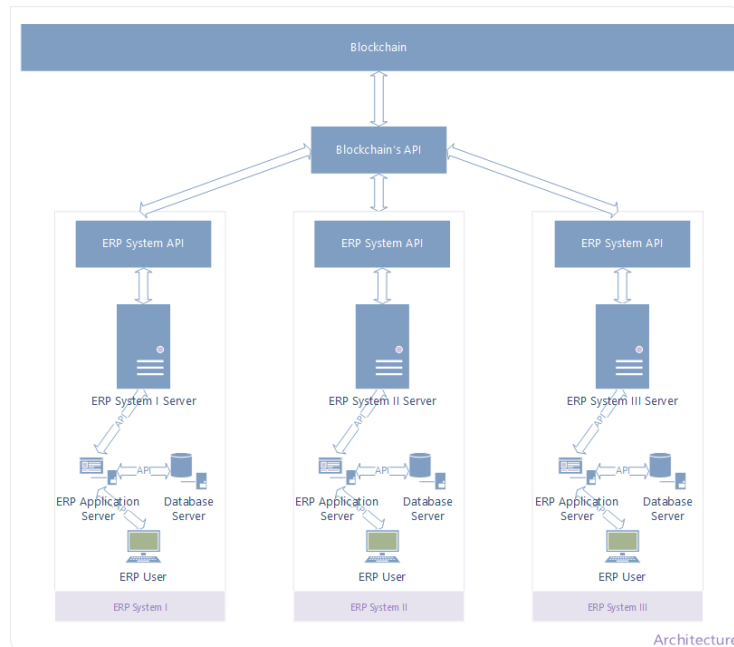 Blockchain
Blockchain's API
ERP System API
ERP System API
ERP System API
ERP System I Server
ERP System II Server
ERP System III Server
API
API
API
API
API
API
ERP Application
Server
Database
Server
ERP Application
Server
Database
Server
ERP Application
Server
Database
Server
API
API
API
ERP User
ERP User
ERP User
ERP System I
ERP System II
ERP System III
Architecture